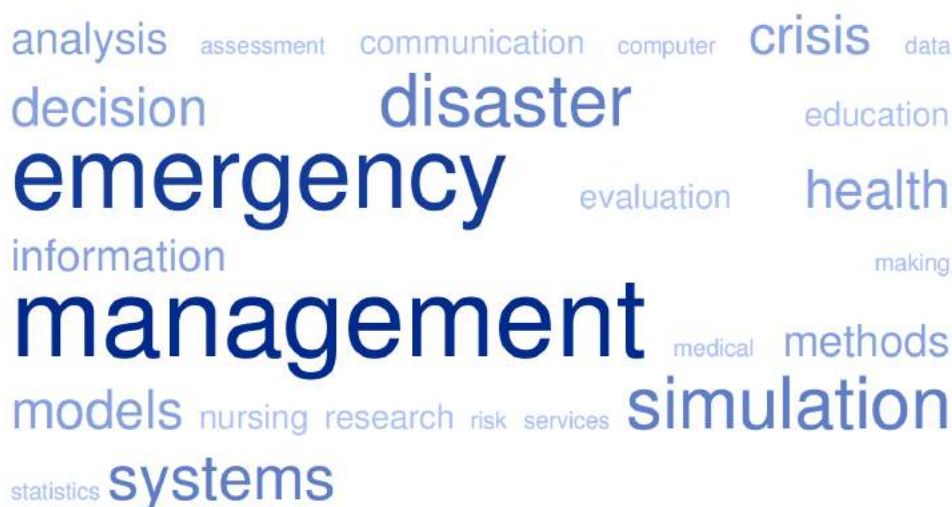 analysis assessment communication computer crisis data
decision disaster education
emergency evaluation health
information making
management medical methods
models nursing research risk services simulation
statistics systems